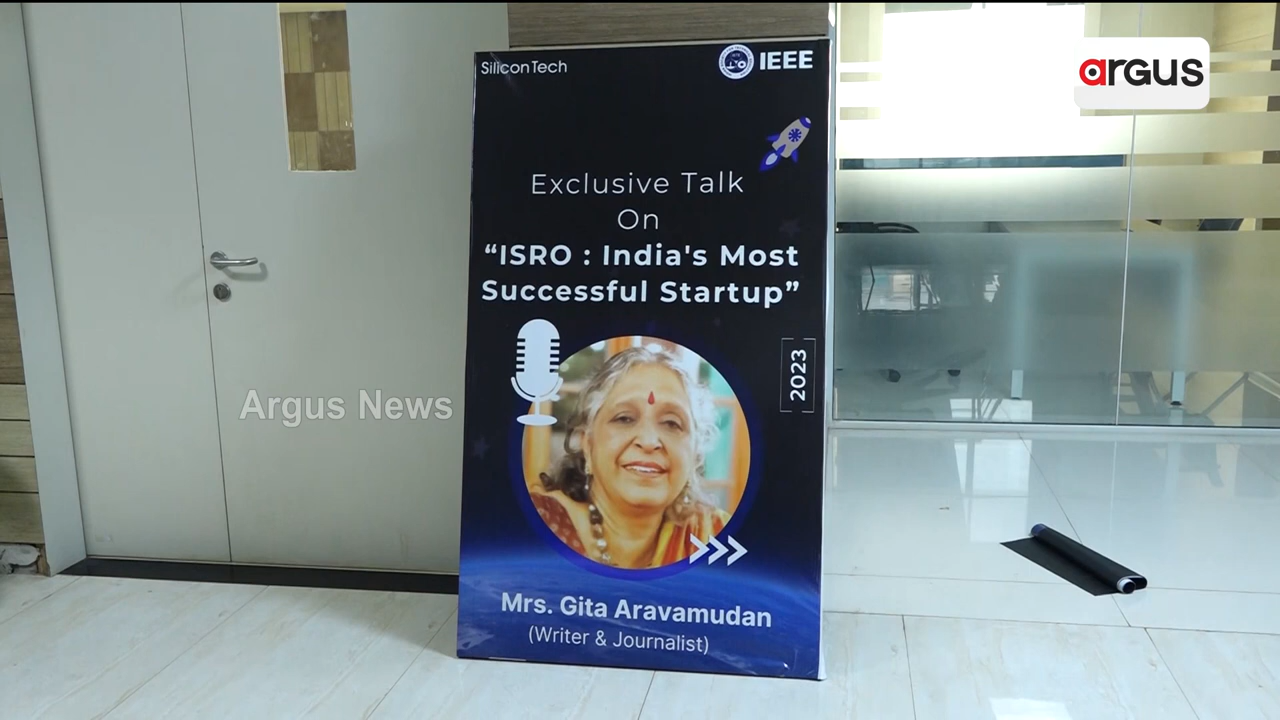 SiliconTech
IEEE
argus
Exclusive Talk
On
“ISRO : India's Most
Successful Startup”
2023
Argus News
Mrs. Gita Aravamudan
(Writer & Journalist)